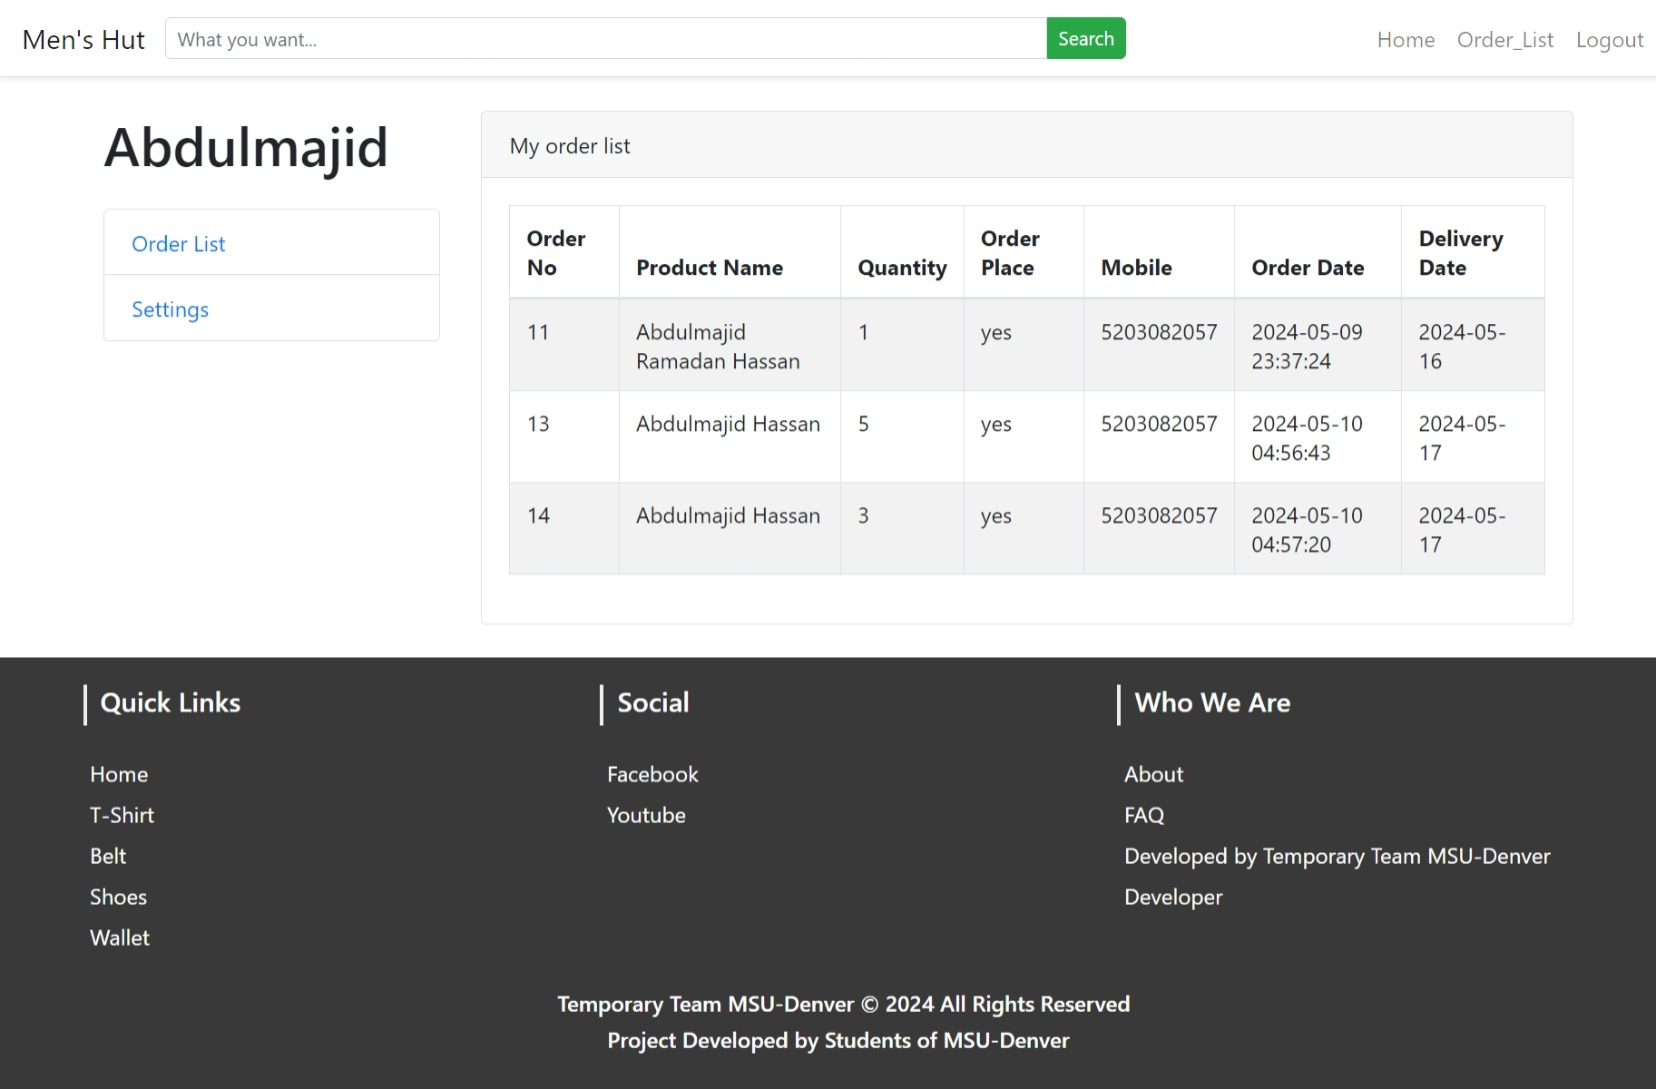 Men's Hut
What you want...
Search
Home
Order_List
Logout
Abdulmajid
Order List
Settings
My order list
Order No
Product Name
Quantity
Order Place
Mobile
Order Date
Delivery Date
11
Abdulmajid Ramadan Hassan
1
yes
5203082057
2024-05-09 23:37:24
2024-05-16
13
Abdulmajid Hassan
5
yes
5203082057
2024-05-10 04:56:43
2024-05-17
14
Abdulmajid Hassan
3
yes
5203082057
2024-05-10 04:57:20
2024-05-17
Quick Links
Home
T-Shirt
Belt
Shoes
Wallet
Social
Facebook
Youtube
Who We Are
About
FAQ
Developed by Temporary Team MSU-Denver
Developer
Temporary Team MSU-Denver © 2024 All Rights Reserved
Project Developed by Students of MSU-Denver